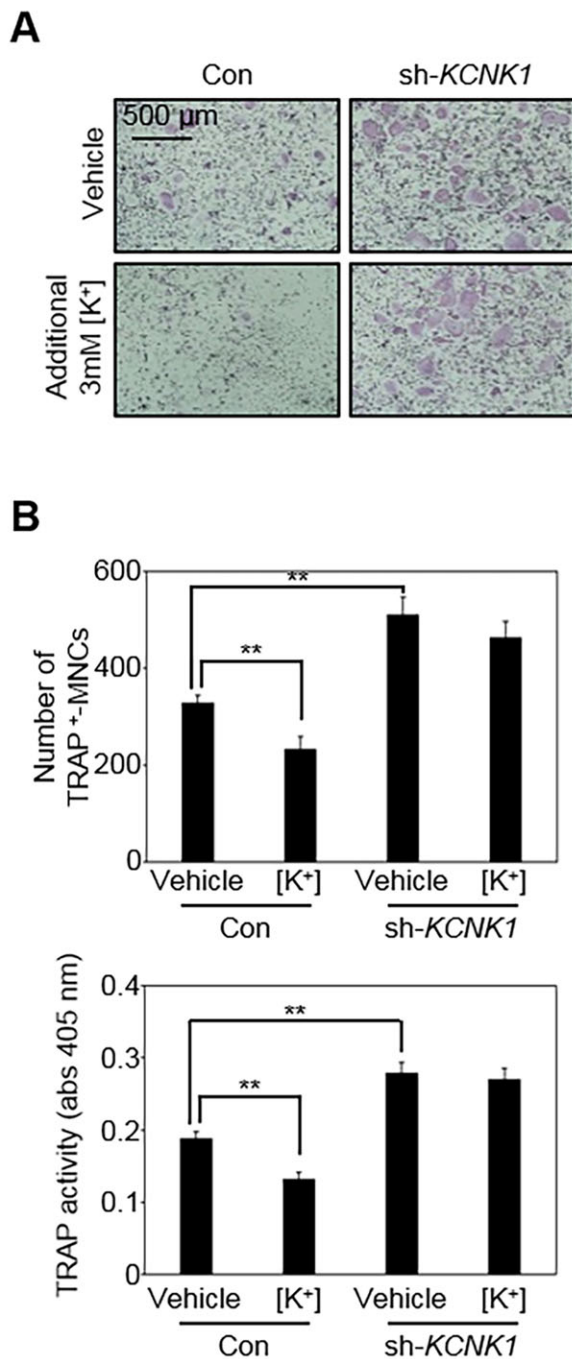 A
Con sh-KCNK1
500 µm
Vehicle
Additional
3mM [K⁺]
B
Number of
TRAP⁺-MNCs
600
400
200
0
**
**
Vehicle [K⁺] Vehicle [K⁺]
Con sh-KCNK1
TRAP activity (abs 405 nm)
0.4
0.3
0.2
0.1
0
**
**
Vehicle [K⁺] Vehicle [K⁺]
Con sh-KCNK1